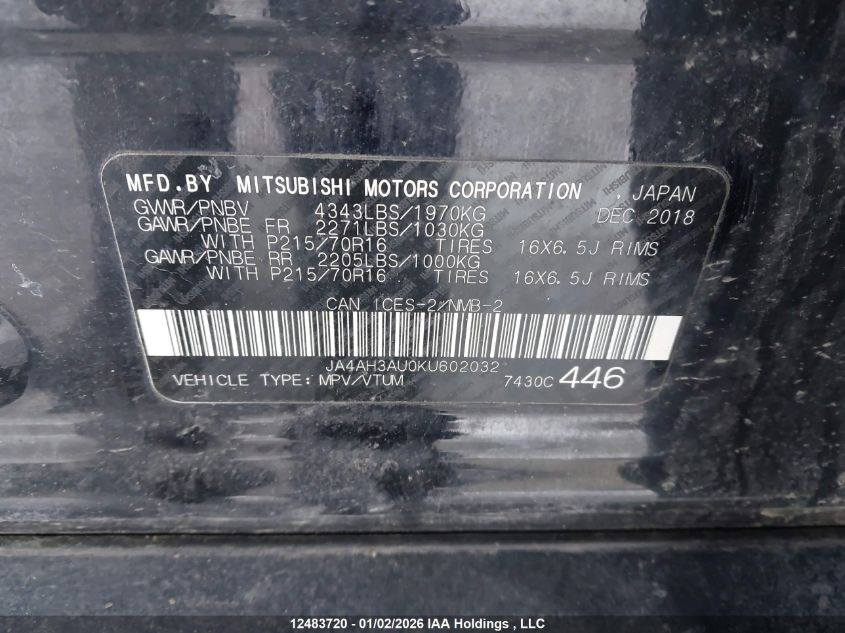 MFD.BY MITSUBISHI MOTORS CORPORATION , JAPAN
GVWR/PNBV 4343LBS/1970KG DEC 2018
GAWR/PNBE FR 2271LBS/1030KG
WITH P215/70R16 TIRES 16X6.5J RIMS
GAWR/PNBE RR 2205LBS/1000KG
WITH P215/70R16 TIRES 16X6.5J RIMS
CAN ICES-2/NMB-2
JA4AH3AU0KU602032
VEHICLE TYPE: MPV/VTUM 7430C 446
12483720 - 01/02/2026 IAA Holdings , LLC